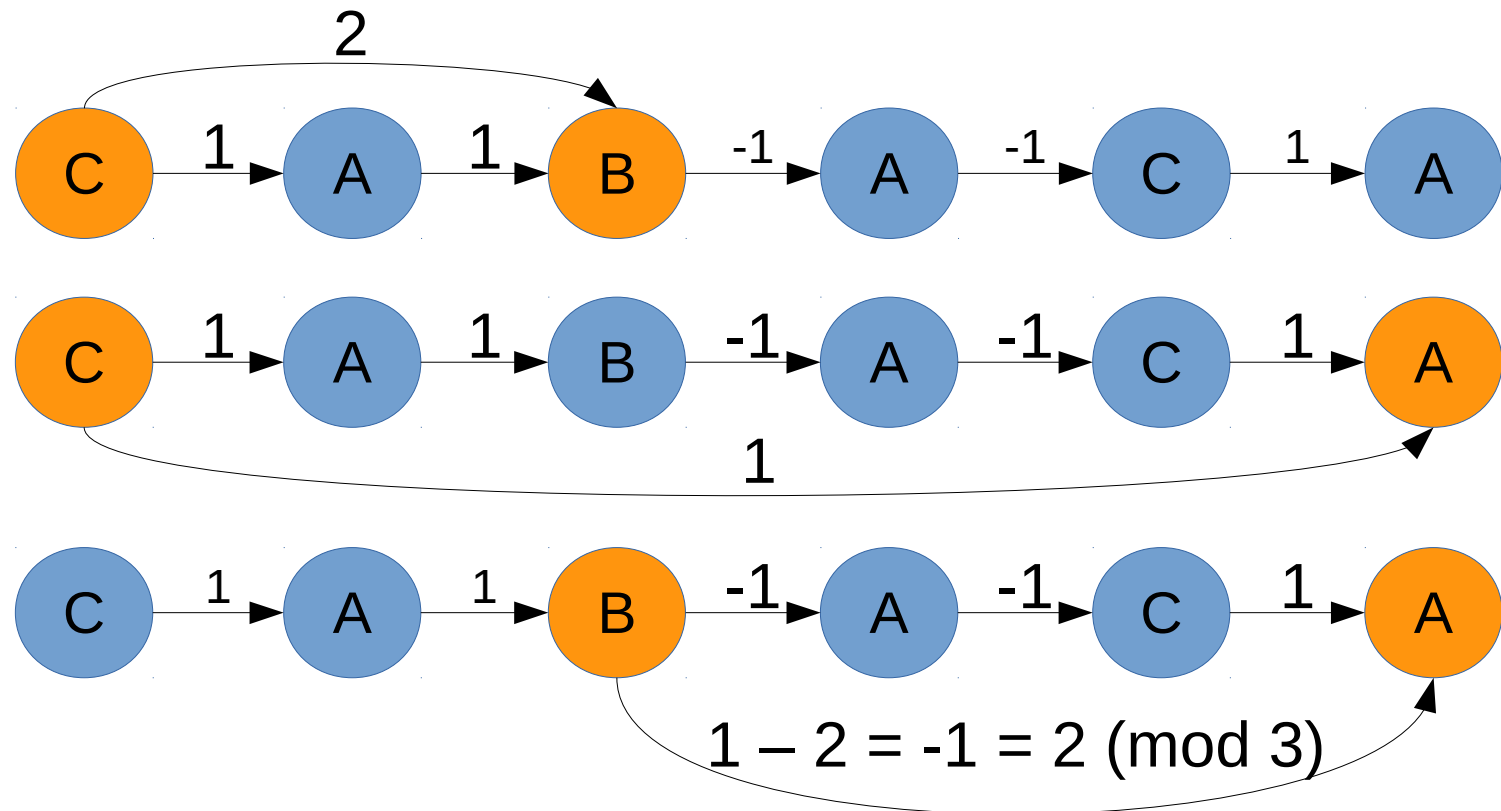 2
C 1 A 1 B -1 A -1 C 1 A
C 1 A 1 B -1 A -1 C 1 A
1
C 1 A 1 B -1 A -1 C 1 A
1 – 2 = -1 = 2 (mod 3)